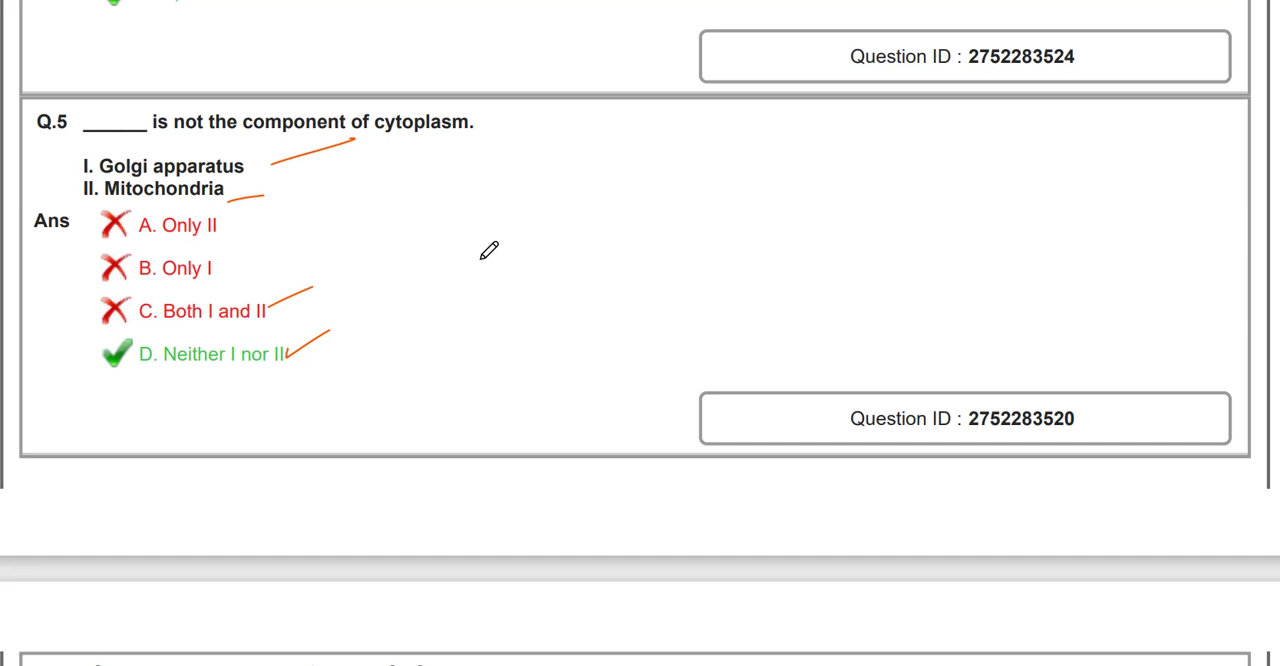 Question ID : 2752283524
Q.5 ______ is not the component of cytoplasm.
I. Golgi apparatus
II. Mitochondria
Ans
A. Only II
B. Only I
C. Both I and II
D. Neither I nor II
Question ID : 2752283520